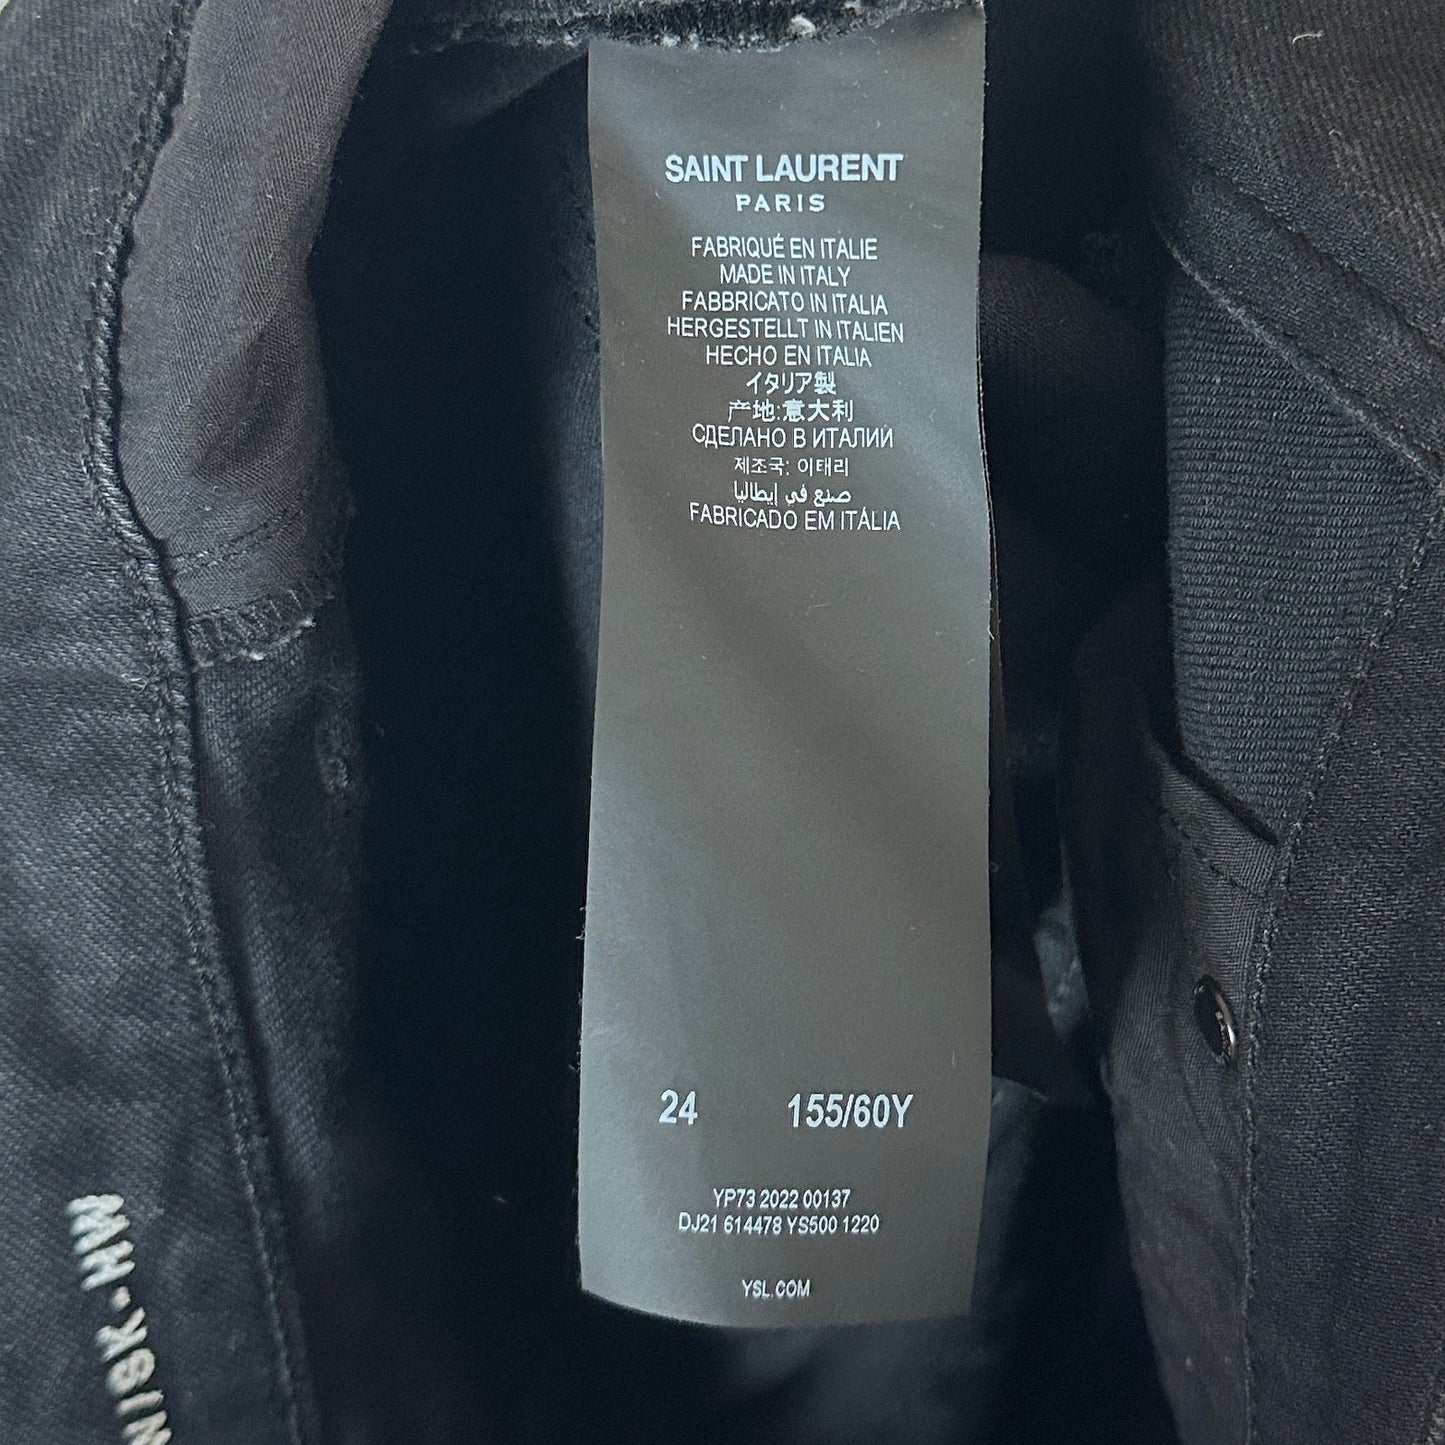 SAINT LAURENT
PARIS
FABRIQUÉ EN ITALIE
MADE IN ITALY
FABBRICATO IN ITALIA
HERGESTELLT IN ITALIEN
HECHO EN ITALIA
イタリア製
产地:意大利
СДЕЛАНО В ИТАЛИИ
제조국: 이태리
صنع في إيطاليا
FABRICADO EM ITÁLIA
24 155/60Y
YP73 2022 00137
DJ21 614478 YS500 1220
YSL.COM